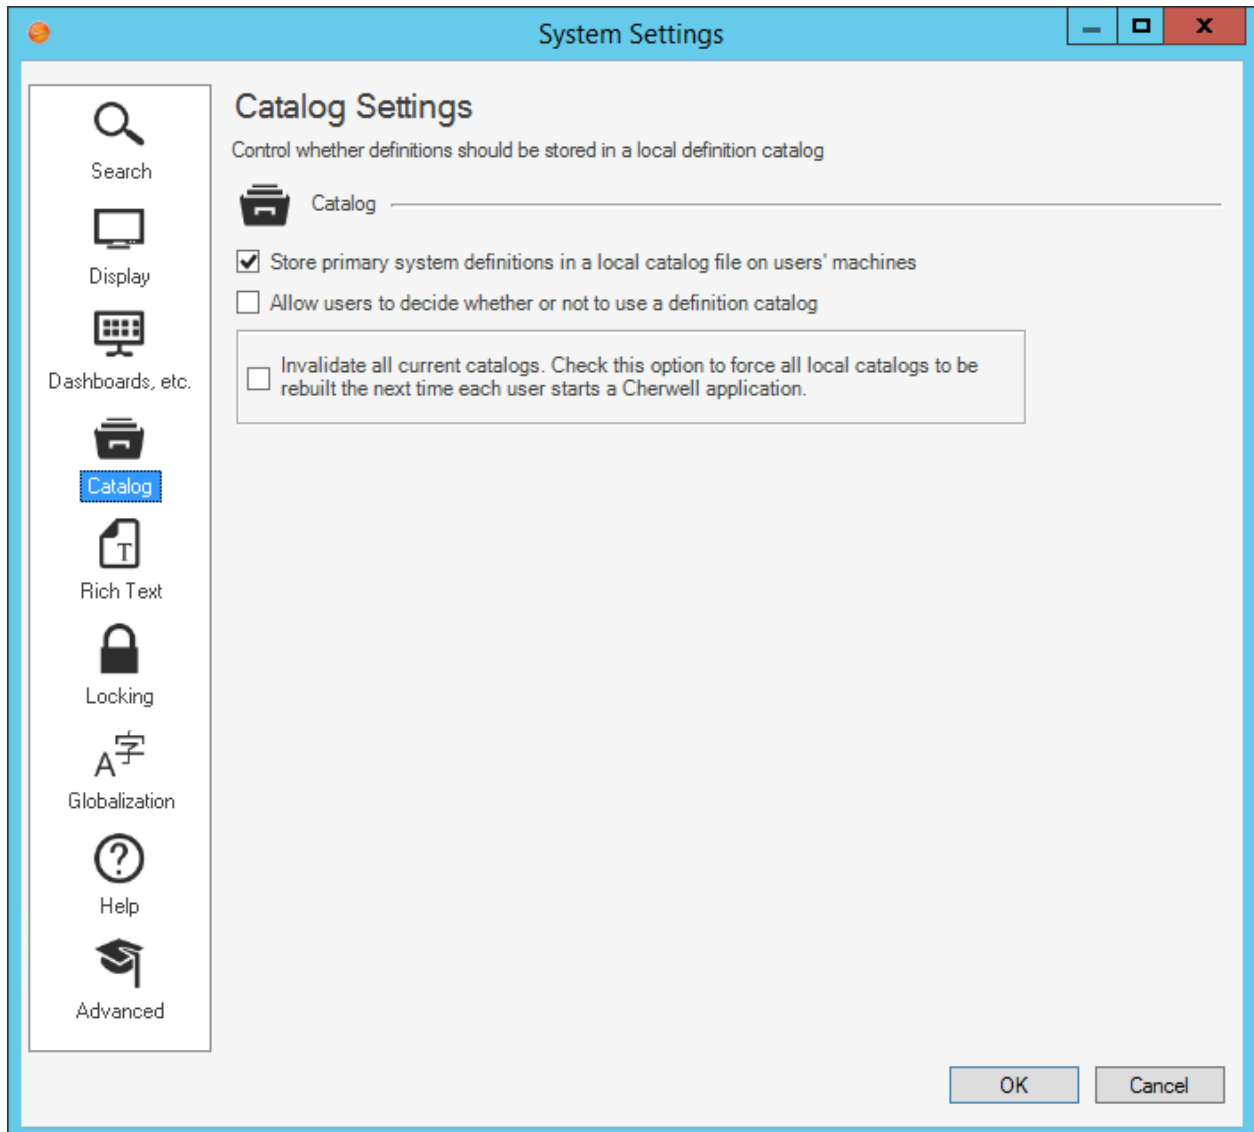 System Settings
Search
Display
Dashboards, etc.
Catalog
Rich Text
Locking
Globalization
Help
Advanced
Catalog Settings
Control whether definitions should be stored in a local definition catalog
Catalog
Store primary system definitions in a local catalog file on users' machines
Allow users to decide whether or not to use a definition catalog
Invalidate all current catalogs. Check this option to force all local catalogs to be
rebuilt the next time each user starts a Cherwell application.
OK
Cancel